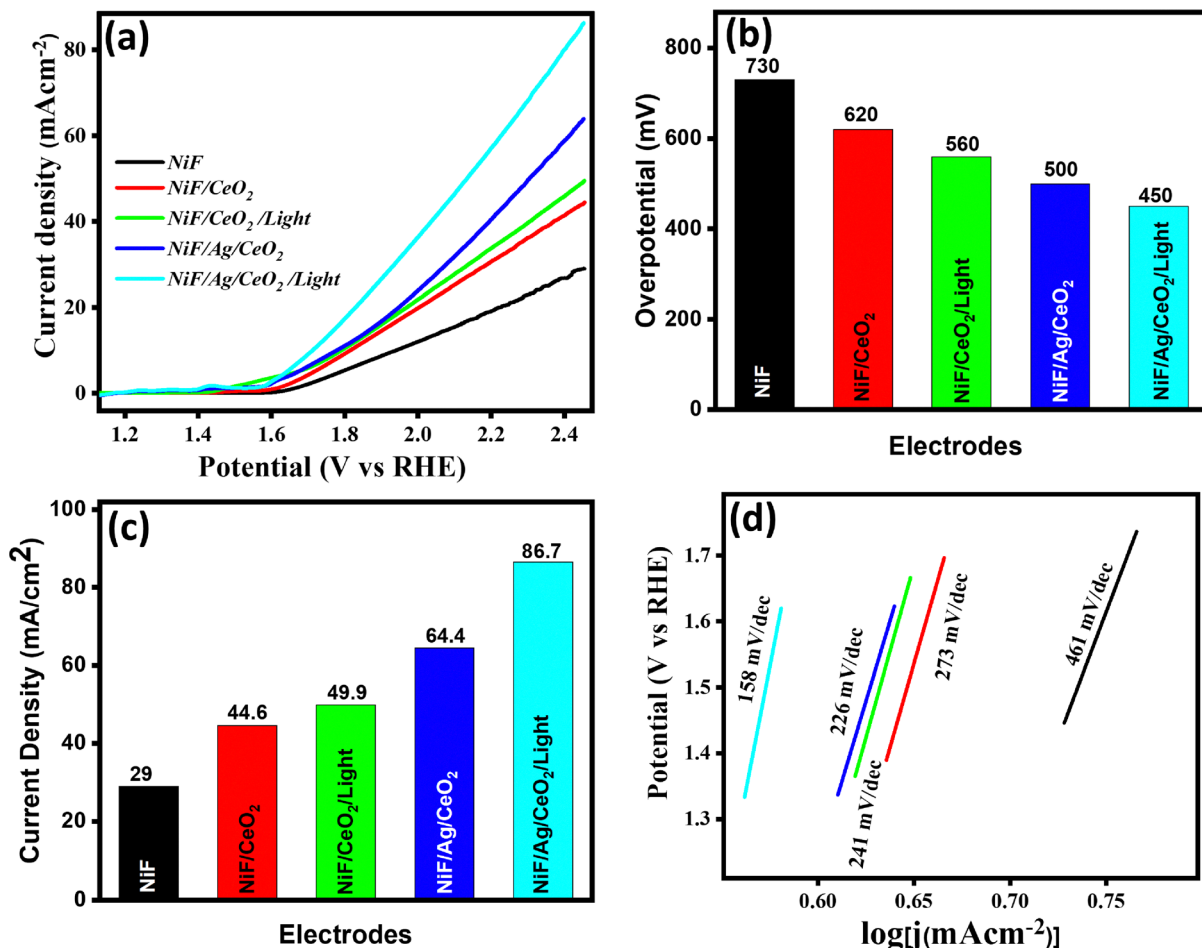 (a)
Current density (mAcm⁻²)
80
60
40
20
0
NiF
NiF/CeO₂
NiF/CeO₂ /Light
NiF/Ag/CeO₂
NiF/Ag/CeO₂ /Light
1.2 1.4 1.6 1.8 2.0 2.2 2.4
Potential (V vs RHE)
(b)
Overpotential (mV)
800
600
400
200
0
730
620
560
500
450
NiF
NiF/CeO₂
NiF/CeO₂/Light
NiF/Ag/CeO₂
NiF/Ag/CeO₂/Light
Electrodes
(c)
Current Density (mA/cm²)
100
80
60
40
20
0
29
44.6
49.9
64.4
86.7
NiF
NiF/CeO₂
NiF/CeO₂/Light
NiF/Ag/CeO₂
NiF/Ag/CeO₂/Light
Electrodes
(d)
Potential (V vs RHE)
1.7
1.6
1.5
1.4
1.3
158 mV/dec
226 mV/dec
241 mV/dec
273 mV/dec
461 mV/dec
0.60 0.65 0.70 0.75
log[j(mAcm⁻²)]